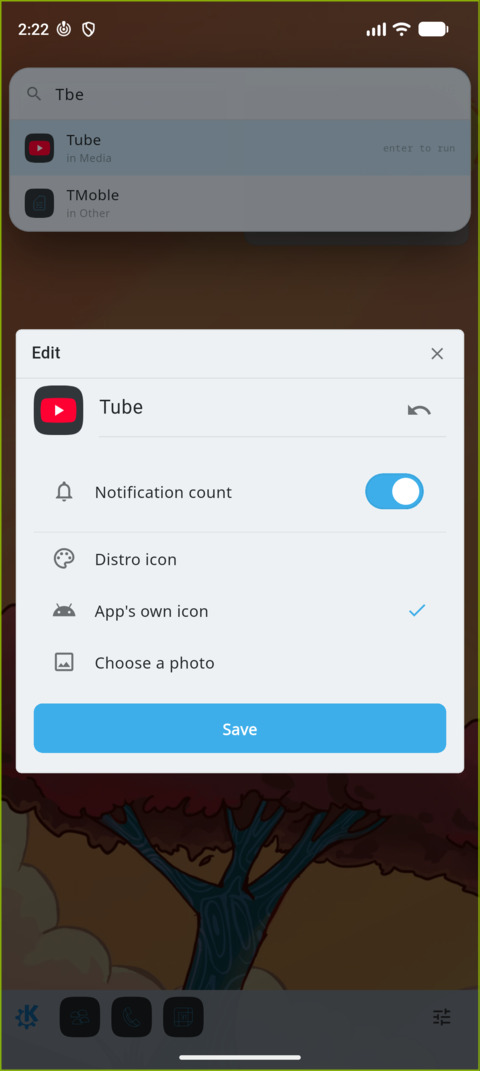 2:22
Tbe
Tube
in Media
enter to run
TMoble
in Other
Edit
Tube
Notification count
Distro icon
App's own icon
Choose a photo
Save